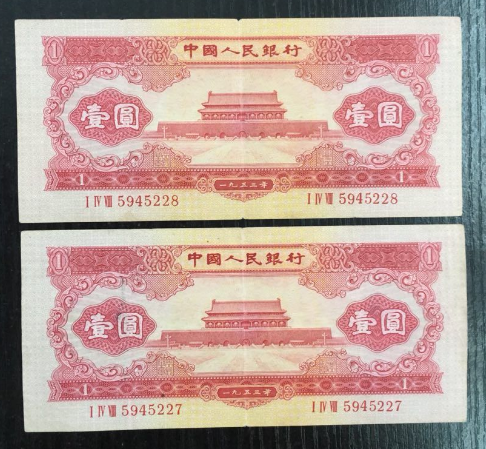 1 中國人民銀行 1
壹圓 壹圓
1 一九五三年 1
I IV VIII 5945228 I IV VIII 5945228
1 中國人民銀行 1
壹圓 壹圓
1 一九五三年 1
I IV VIII 5945227 I IV VIII 5945227